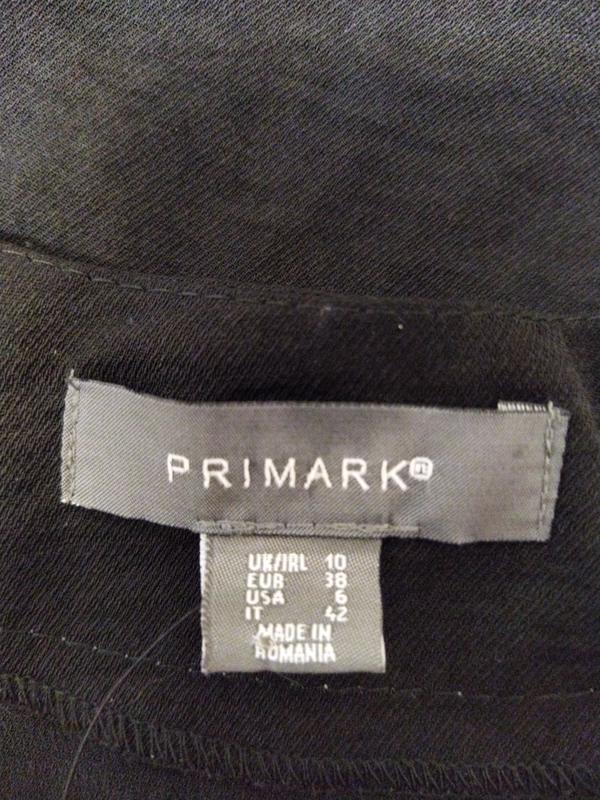 PRIMARK®
UK/IRL 10
EUR 38
USA 6
IT 42
MADE IN
ROMANIA